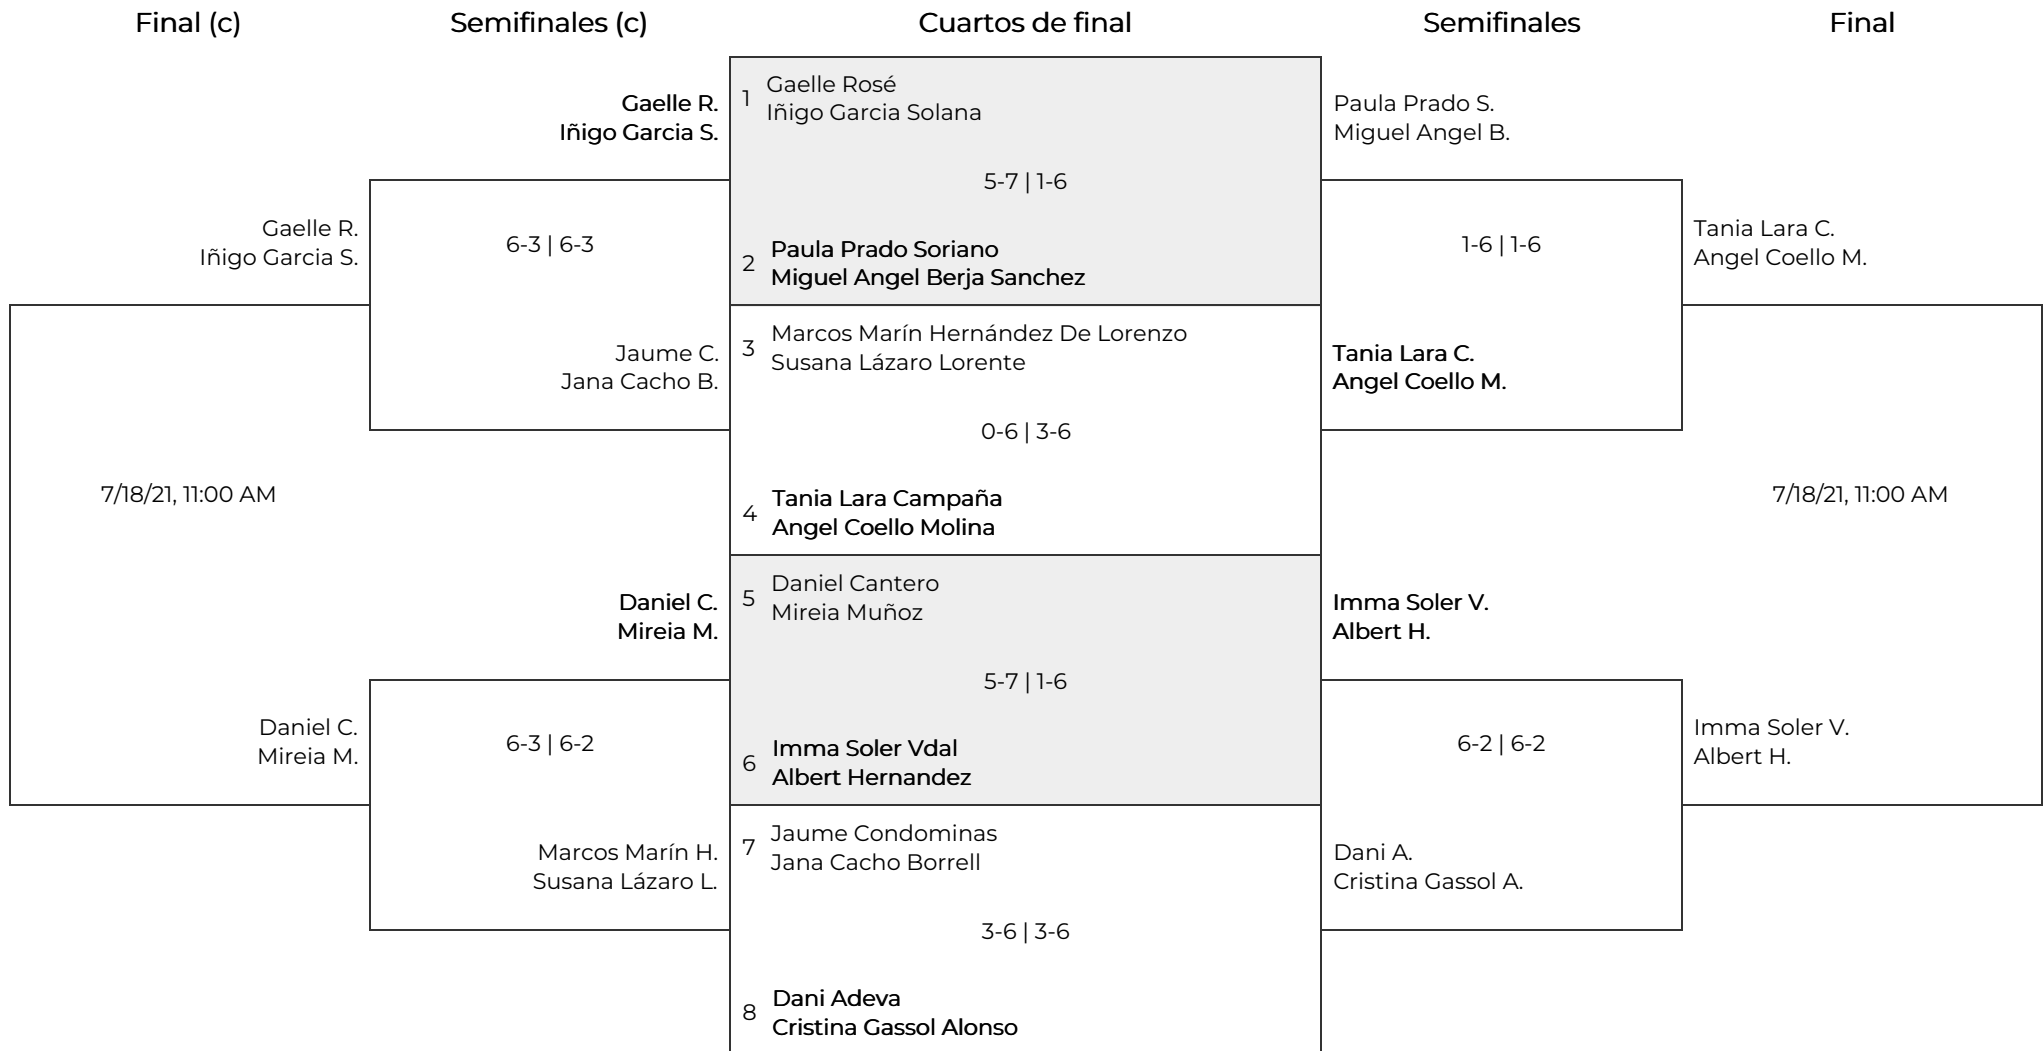 Final (c)
Semifinales (c)
Cuartos de final
Semifinales
Final
Gaelle R.
Iñigo Garcia S.
6-3 | 6-3
Jaume C.
Jana Cacho B.
Gaelle R.
Iñigo Garcia S.
7/18/21, 11:00 AM
Daniel C.
Mireia M.
Daniel C.
Mireia M.
6-3 | 6-2
Marcos Marín H.
Susana Lázaro L.
1 Gaelle Rosé
Iñigo Garcia Solana
5-7 | 1-6
2 Paula Prado Soriano
Miguel Angel Berja Sanchez
3 Marcos Marín Hernández De Lorenzo
Susana Lázaro Lorente
0-6 | 3-6
4 Tania Lara Campaña
Angel Coello Molina
5 Daniel Cantero
Mireia Muñoz
5-7 | 1-6
6 Imma Soler Vdal
Albert Hernandez
7 Jaume Condominas
Jana Cacho Borrell
3-6 | 3-6
8 Dani Adeva
Cristina Gassol Alonso
Paula Prado S.
Miguel Angel B.
1-6 | 1-6
Tania Lara C.
Angel Coello M.
Imma Soler V.
Albert H.
6-2 | 6-2
Dani A.
Cristina Gassol A.
Tania Lara C.
Angel Coello M.
7/18/21, 11:00 AM
Imma Soler V.
Albert H.